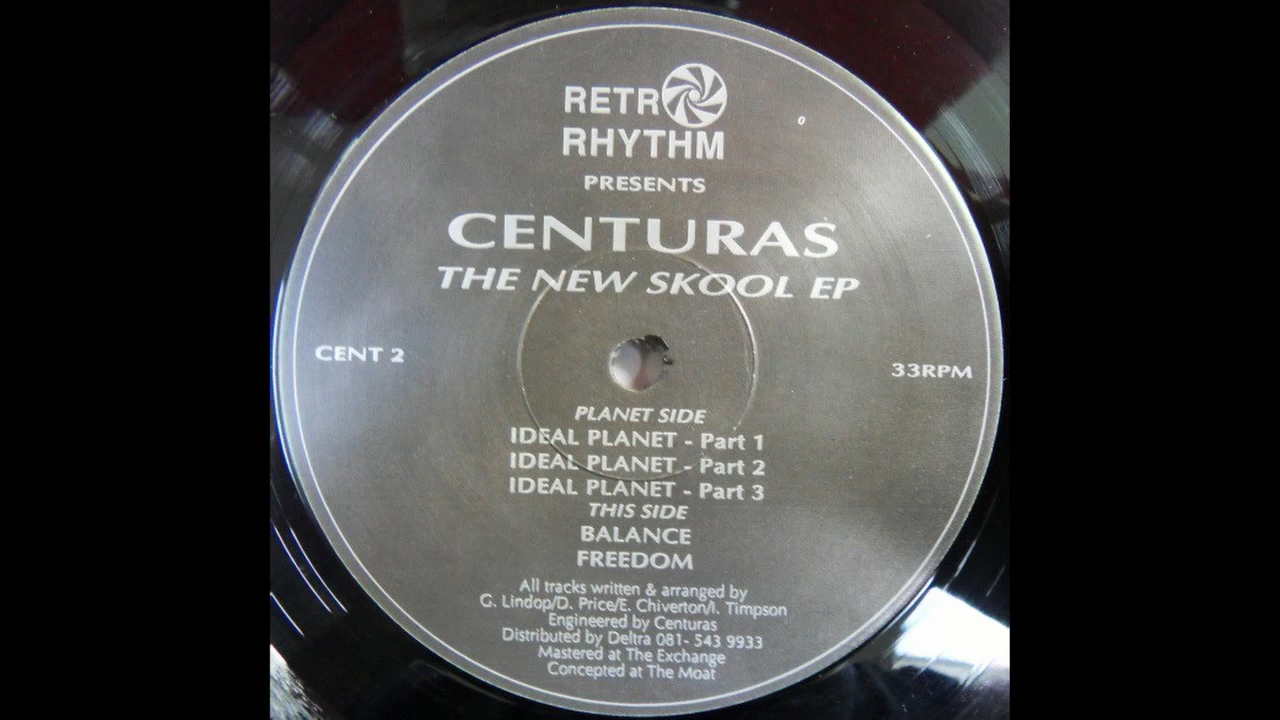 RETRO
RHYTHM
PRESENTS
CENTURAS
THE NEW SKOOL EP
CENT 2
33RPM
PLANET SIDE
IDEAL PLANET - Part 1
IDEAL PLANET - Part 2
IDEAL PLANET - Part 3
THIS SIDE
BALANCE
FREEDOM
All tracks written & arranged by
G. Lindop/D. Price/E. Chiverton/I. Timpson
Engineered by Centuras
Distributed by Deltra 081- 543 9933
Mastered at The Exchange
Concepted at The Moat